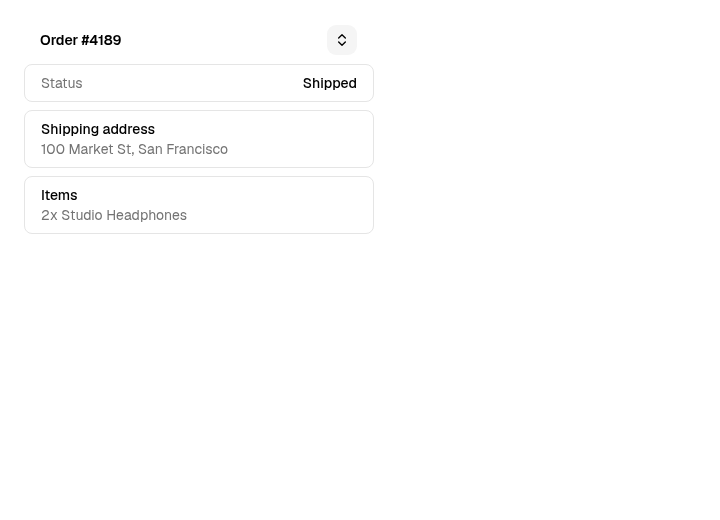 Order #4189
Status
Shipped
Shipping address
100 Market St, San Francisco
Items
2x Studio Headphones